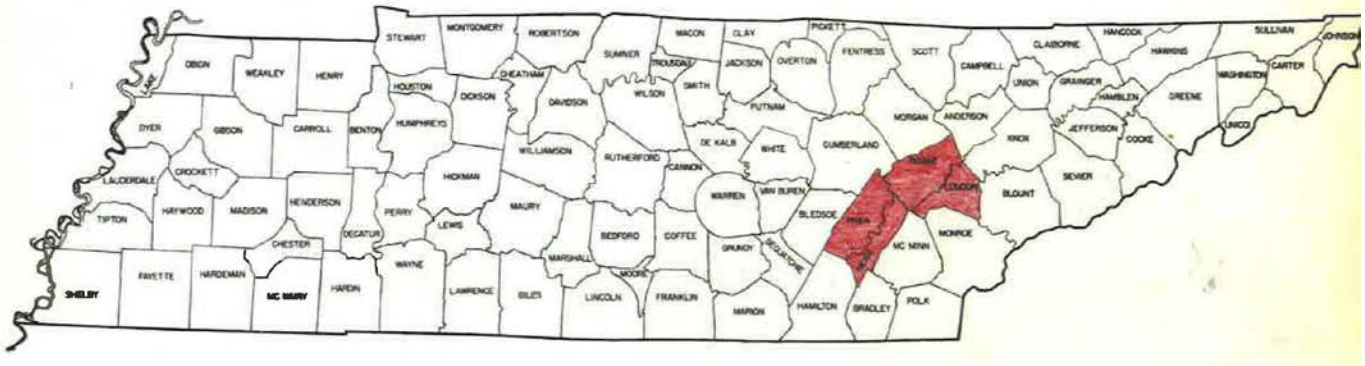 STEWART
MONTGOMERY
ROBERTSON
SUMNER
MACON
CLAY
PICKETT
FENTRESS
SCOTT
CAMPBELL
CLAIBORNE
HANCOCK
HAWKINS
SULLIVAN
JOHNSON
LAKE
OBION
WEAKLEY
HENRY
HOUSTON
CHEATHAM
TROUSDALE
JACKSON
OVERTON
UNION
GRAINGER
WASHINGTON
CARTER
DICKSON
DAVIDSON
WILSON
SMITH
PUTNAM
HAMBLEN
GREENE
UNICOI
DYER
GIBSON
CARROLL
BENTON
HUMPHREYS
MORGAN
ANDERSON
KNOX
JEFFERSON
COCKE
WILLIAMSON
RUTHERFORD
CANNON
DE KALB
WHITE
CUMBERLAND
ROANE
LOUDON
BLOUNT
SEVIER
LAUDERDALE
CROCKETT
HICKMAN
TIPTON
HAYWOOD
MADISON
HENDERSON
DECATUR
PERRY
LEWIS
MAURY
WARREN
VAN BUREN
BLEDSOE
RHEA
CHESTER
MARSHALL
BEDFORD
COFFEE
GRUNDY
SEQUATCHIE
MEIGS
MC MINN
MONROE
SHELBY
FAYETTE
HARDEMAN
MC NAIRY
HARDIN
WAYNE
LAWRENCE
GILES
LINCOLN
MOORE
FRANKLIN
MARION
HAMILTON
BRADLEY
POLK